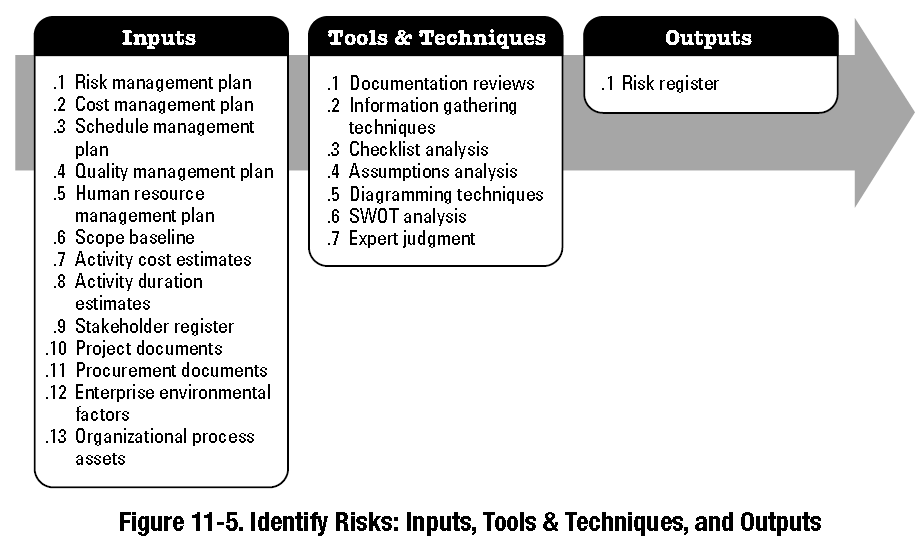 Inputs
.1 Risk management plan
.2 Cost management plan
.3 Schedule management
plan
.4 Quality management plan
.5 Human resource
management plan
.6 Scope baseline
.7 Activity cost estimates
.8 Activity duration
estimates
.9 Stakeholder register
.10 Project documents
.11 Procurement documents
.12 Enterprise environmental
factors
.13 Organizational process
assets
Tools & Techniques
.1 Documentation reviews
.2 Information gathering
techniques
.3 Checklist analysis
.4 Assumptions analysis
.5 Diagramming techniques
.6 SWOT analysis
.7 Expert judgment
Outputs
.1 Risk register
Figure 11-5. Identify Risks: Inputs, Tools & Techniques, and Outputs